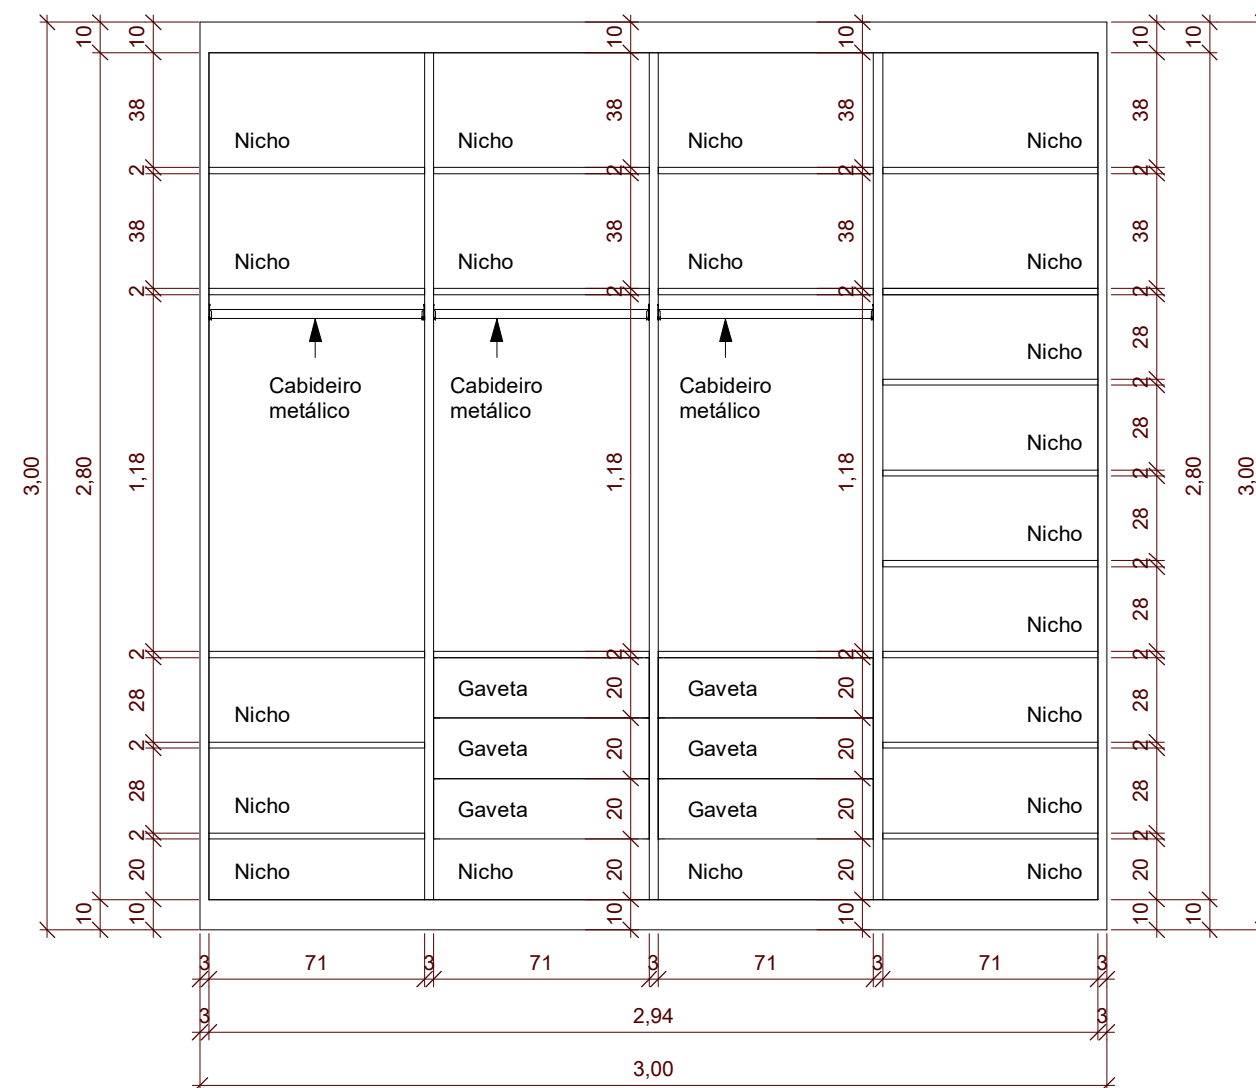 10 10 10 10 10 10
38 38 38 38
Nicho Nicho Nicho Nicho
2 2 2 2
38 38 38 38
Nicho Nicho Nicho Nicho
2 2 2 2
28
Nicho
Cabideiro Cabideiro Cabideiro
metálico metálico metálico
2
28
Nicho
3,00 2,80 1,18 1,18 1,18 2 2,80 3,00
28
Nicho
2
28
Nicho
2 2 2 2
Gaveta 20 Gaveta 20
28 Nicho Nicho 28
2 Gaveta 20 Gaveta 20 2
28 Nicho Gaveta 20 Gaveta 20 Nicho 28
2 2
20 Nicho Nicho 20 Nicho 20 Nicho 20
10 10 10 10 10 10
3 71 3 71 3 71 3 71 3
3 2,94 3
3,00